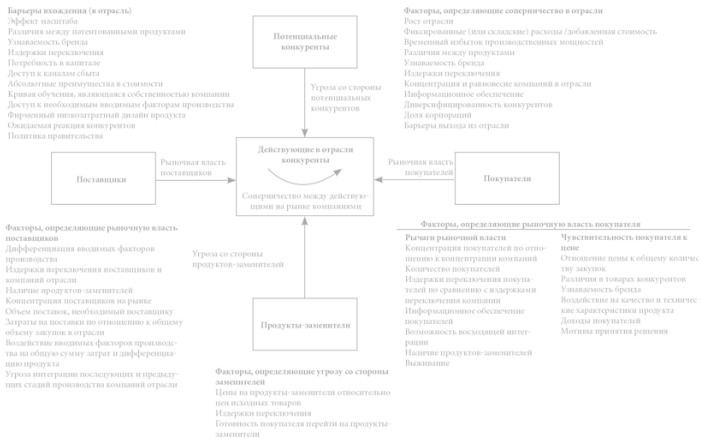 Барьеры вхождения (в отрасль)
Эффект масштаба
Различия между патентованными продуктами
Узнаваемость бренда
Издержки переключения
Потребность в капитале
Доступ к каналам сбыта
Абсолютные преимущества в стоимости
Кривая обучения, являющаяся собственностью компании
Доступ к необходимым вводимым факторам производства
Фирменный низкозатратный дизайн продукта
Ожидаемая реакция конкурентов
Политика правительства
Потенциальные
конкуренты
Факторы, определяющие соперничество в отрасли
Рост отрасли
Фиксированные (или складские) расходы /добавленная стоимость
Временный избыток производственных мощностей
Различия между продуктами
Узнаваемость бренда
Издержки переключения
Концентрация и равновесие компаний в отрасли
Информационное обеспечение
Диверсифицированность конкурентов
Доля корпораций
Барьеры выхода из отрасли
Угроза со стороны
потенциальных
конкурентов
Поставщики
Рыночная власть
поставщиков
Действующие в отрасли
конкуренты
Соперничество между действую-
щими на рынке компаниями
Рыночная власть
покупателей
Покупатели
Факторы, определяющие рыночную власть
поставщиков
Дифференциация вводимых факторов
производства
Издержки переключения поставщиков и
компаний отрасли
Наличие продуктов-заменителей
Концентрация поставщиков на рынке
Объем поставок, необходимый поставщику
Затраты на поставки по отношению к общему
объему закупок в отрасли
Воздействие вводимых факторов производс-
тва на общую сумму затрат и дифференциа-
цию продукта
Угроза интеграции последующих и предыду-
щих стадий производства компаний отрасли
Угроза со стороны
продуктов-заменителей
Продукты-заменители
Факторы, определяющие угрозу со стороны
заменителей
Цены на продукты-заменители относительно
цен исходных товаров
Издержки переключения
Готовность покупателя перейти на продукты-
заменители
Факторы, определяющие рыночную власть покупателя
Рычаги рыночной власти
Концентрация покупателей по отно-
шению к концентрации компаний
Количество покупателей
Издержки переключения покупа-
телей по сравнению с издержками
переключения компании
Информационное обеспечение
покупателей
Возможность восходящей интег-
рации
Наличие продуктов-заменителей
Выживание
Чувствительность покупателя к
цене
Отношение цены к общему количес
тву закупок
Различия в товарах конкурентов
Узнаваемость бренда
Воздействие на качество и техничес-
кие характеристики продукта
Доходы покупателей
Мотивы принятия решения